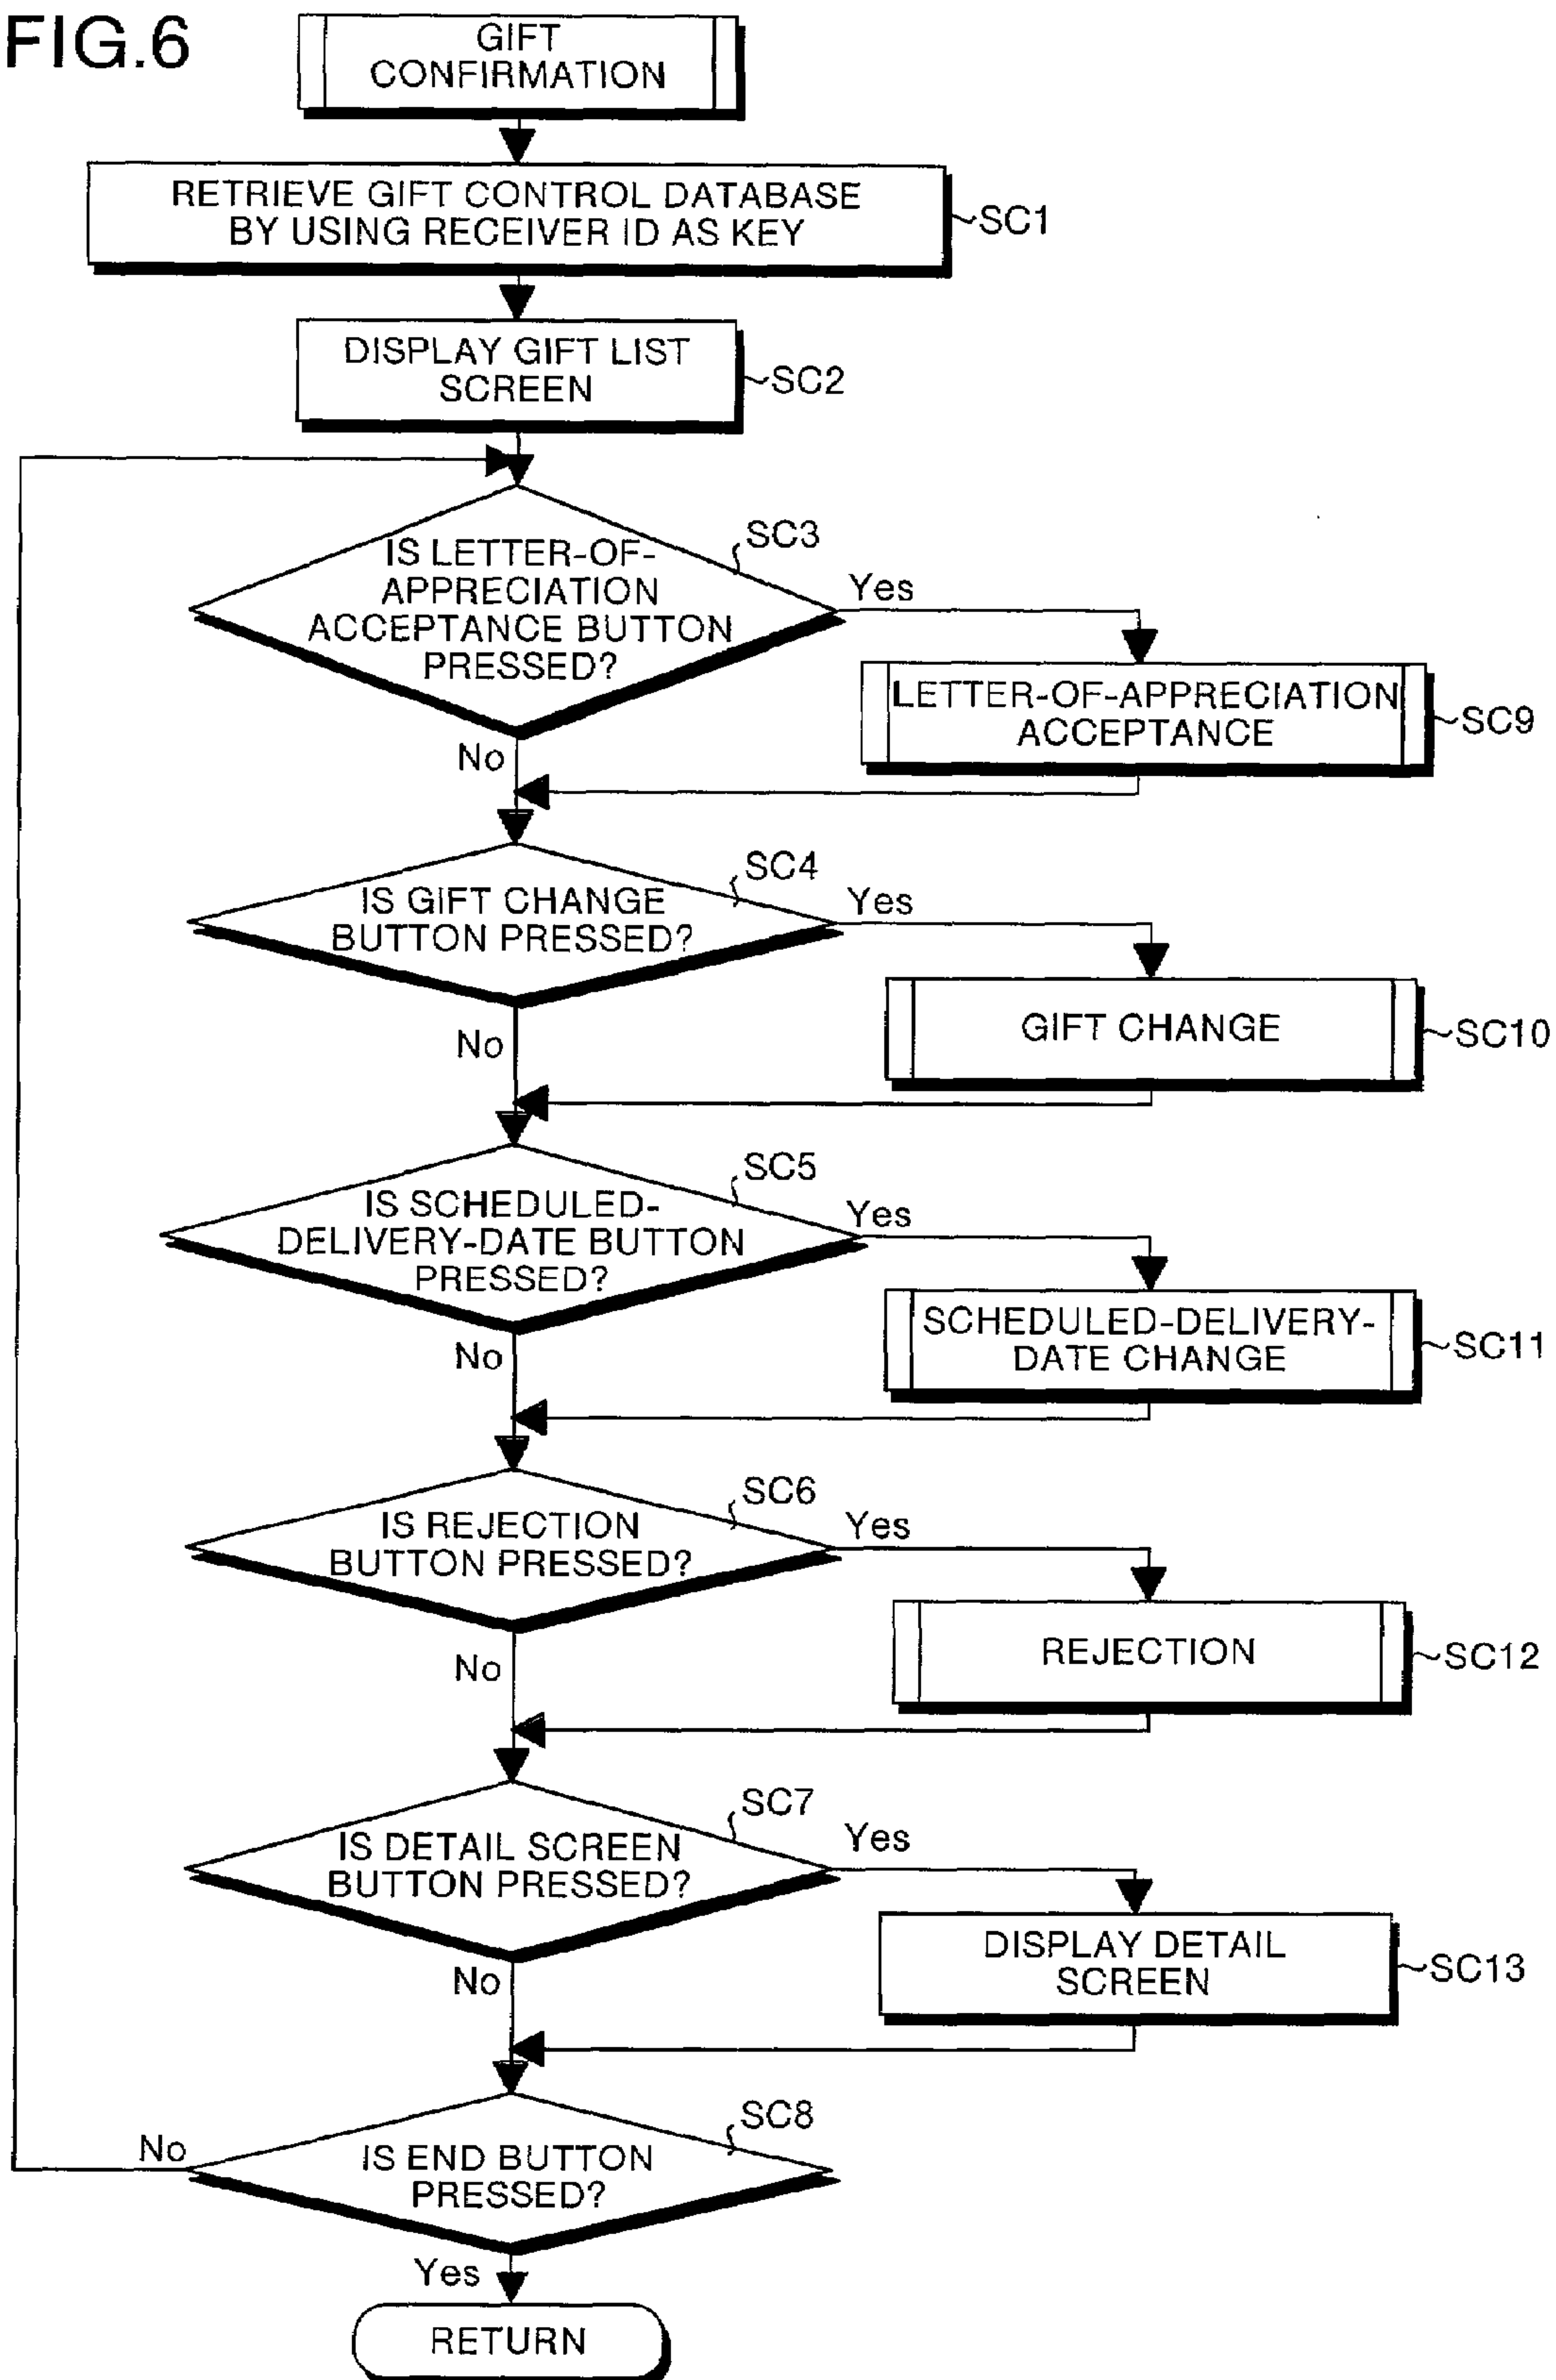 FIG.6
GIFT
CONFIRMATION
RETRIEVE GIFT CONTROL DATABASE
BY USING RECEIVER ID AS KEY
SC1
DISPLAY GIFT LIST
SCREEN
SC2
SC3
IS LETTER-OF-
APPRECIATION
ACCEPTANCE BUTTON
PRESSED?
Yes
LETTER-OF-APPRECIATION
ACCEPTANCE
SC9
No
SC4
IS GIFT CHANGE
BUTTON PRESSED?
Yes
GIFT CHANGE
SC10
No
SC5
IS SCHEDULED-
DELIVERY-DATE BUTTON
PRESSED?
Yes
SCHEDULED-DELIVERY-
DATE CHANGE
SC11
No
SC6
IS REJECTION
BUTTON PRESSED?
Yes
REJECTION
SC12
No
SC7
IS DETAIL SCREEN
BUTTON PRESSED?
Yes
DISPLAY DETAIL
SCREEN
SC13
No
SC8
IS END BUTTON
PRESSED?
No
Yes
RETURN